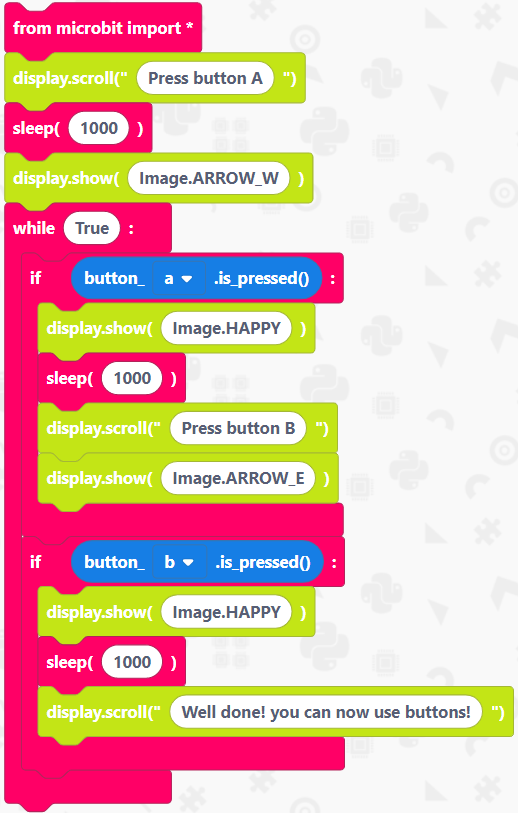 from microbit import *
display.scroll(" Press button A ")
sleep( 1000 )
display.show( Image.ARROW_W )
while True :
if button_ a .is_pressed() :
display.show( Image.HAPPY )
sleep( 1000 )
display.scroll(" Press button B ")
display.show( Image.ARROW_E )
if button_ b .is_pressed() :
display.show( Image.HAPPY )
sleep( 1000 )
display.scroll(" Well done! you can now use buttons! ")